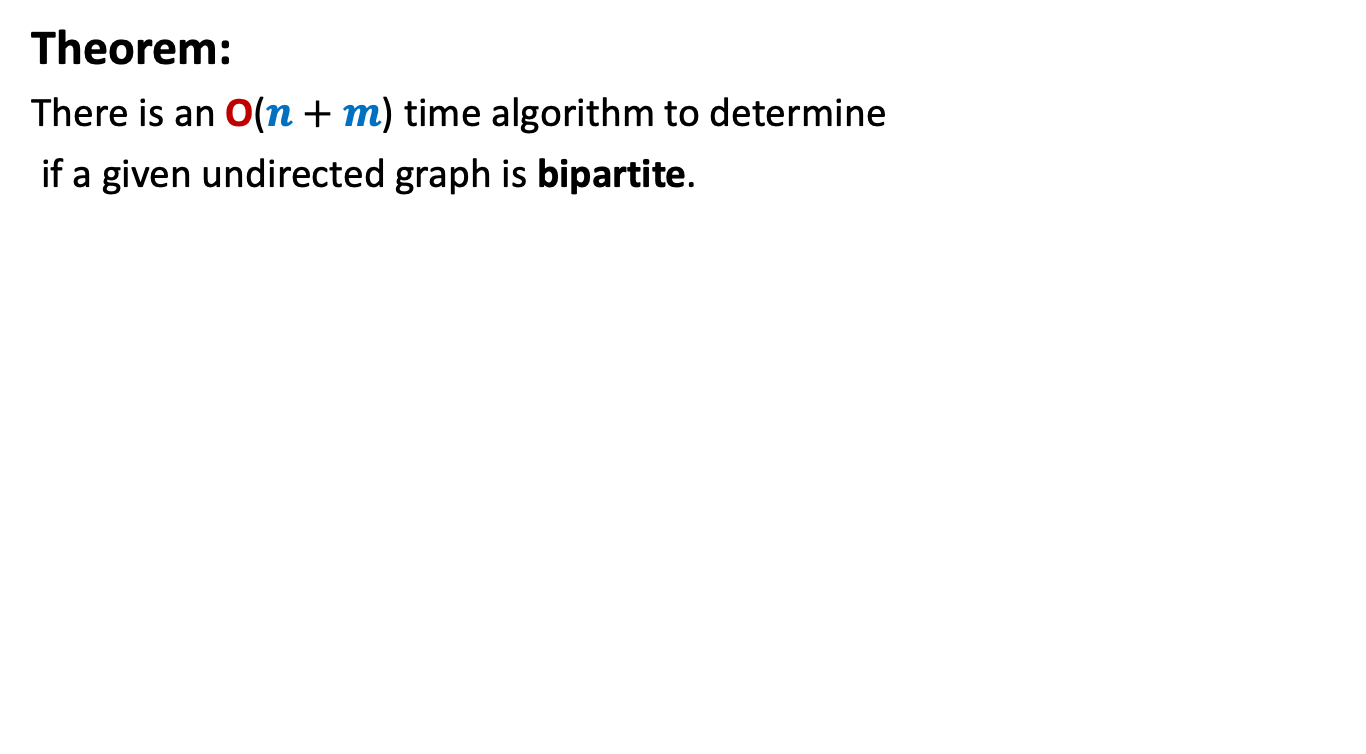 Theorem:
There is an O(n + m) time algorithm to determine
if a given undirected graph is bipartite.